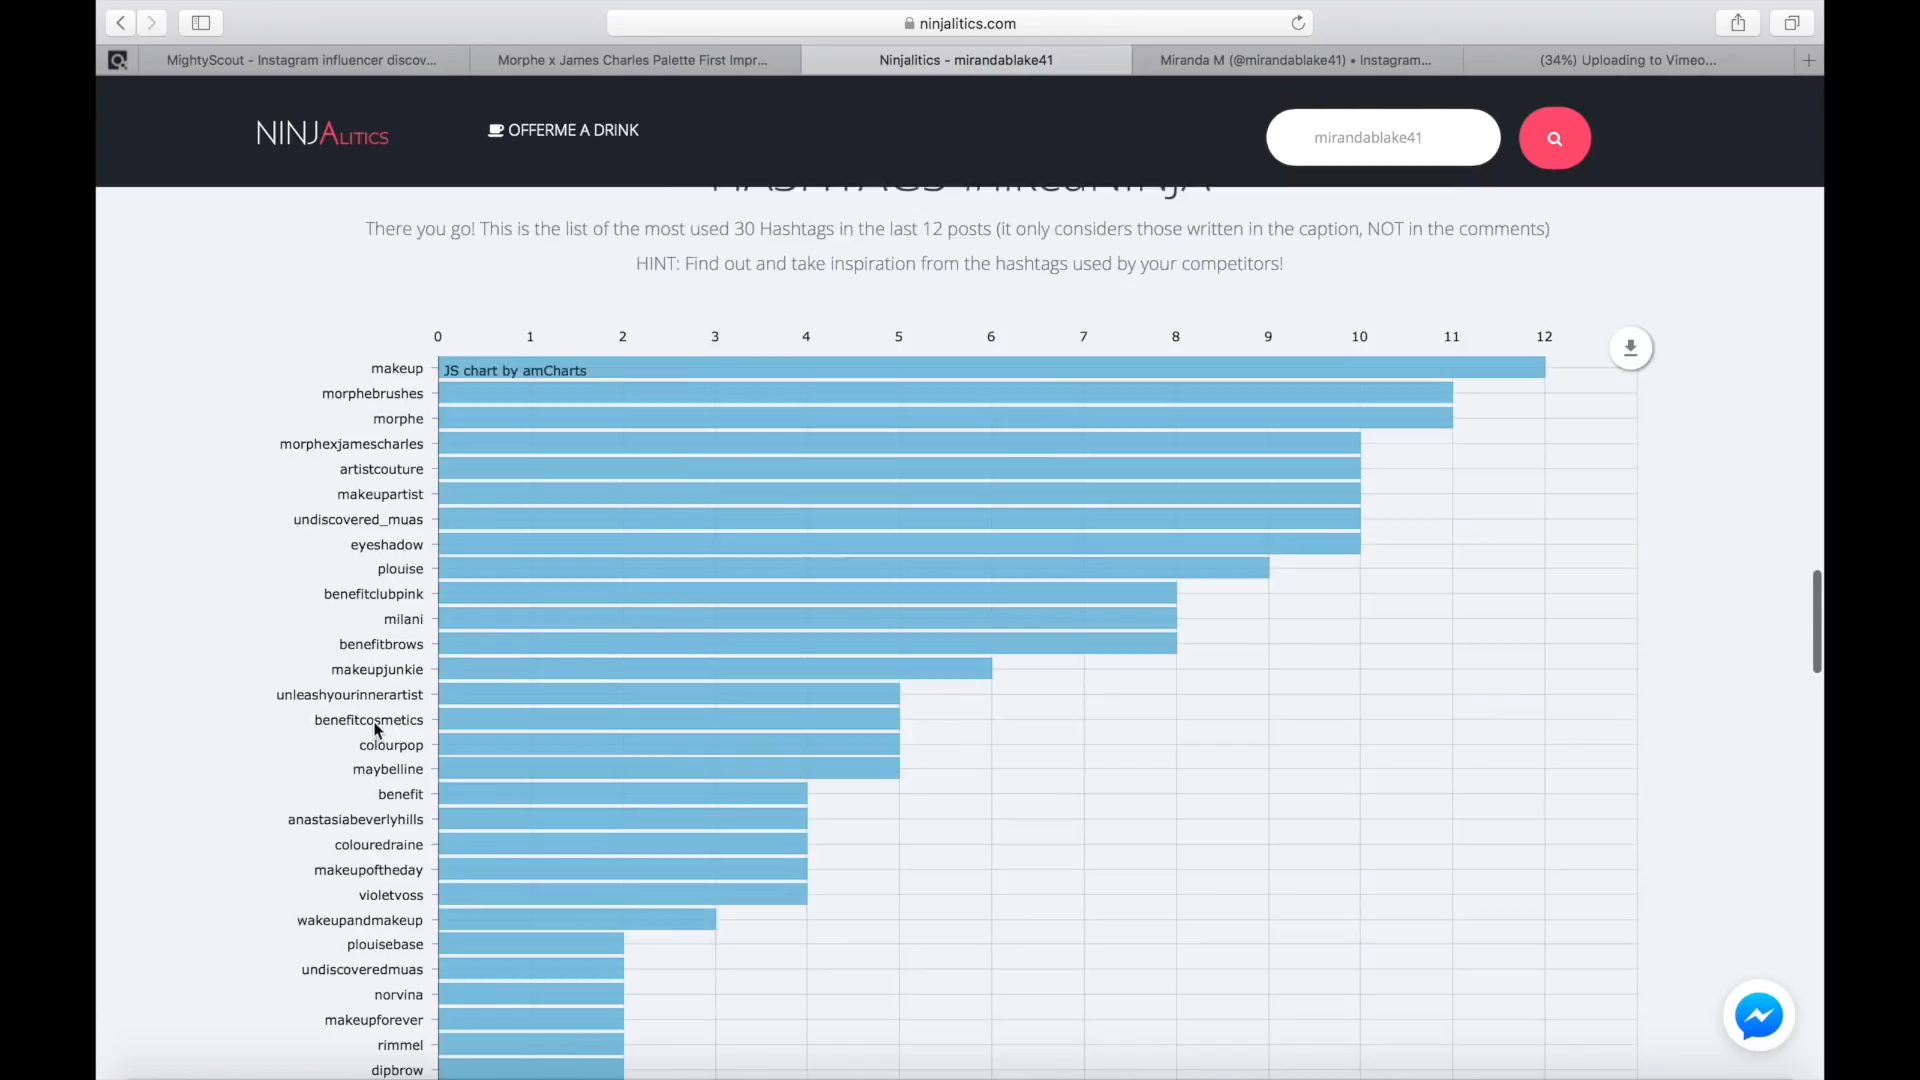 ninjalitics.com
MightyScout - Instagram influencer discov...
Morphe x James Charles Palette First Impr...
Ninjalitics - mirandablake41
Miranda M (@mirandablake41) • Instagram...
(34%) Uploading to Vimeo...
NINJALITICS
OFFERME A DRINK
mirandablake41
HASHTAGS #likeaNINJA
There you go! This is the list of the most used 30 Hashtags in the last 12 posts (it only considers those written in the caption, NOT in the comments)
HINT: Find out and take inspiration from the hashtags used by your competitors!
0 1 2 3 4 5 6 7 8 9 10 11 12
JS chart by amCharts
makeup
morphebrushes
morphe
morphexjamescharles
artistcouture
makeupartist
undiscovered_muas
eyeshadow
plouise
benefitclubpink
milani
benefitbrows
makeupjunkie
unleashyourinnerartist
benefitcosmetics
colourpop
maybelline
benefit
anastasiabeverlyhills
colouredraine
makeupoftheday
violetvoss
wakeupandmakeup
plouisebase
undiscoveredmuas
norvina
makeupforever
rimmel
dipbrow